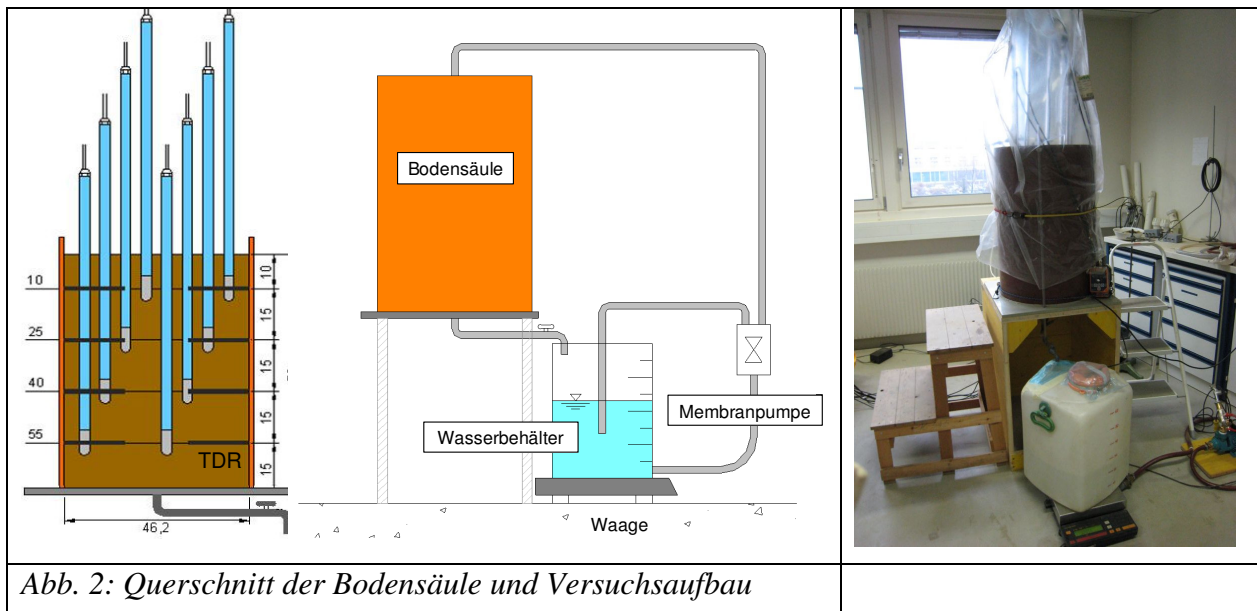 10
25
40
55
10
15
15
15
15
TDR
46,2
Bodensäule
Wasserbehälter
Membranpumpe
Waage
Abb. 2: Querschnitt der Bodensäule und Versuchsaufbau